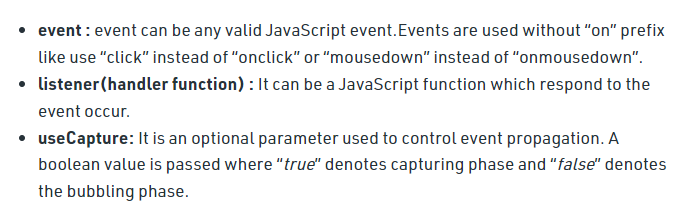 • event : event can be any valid JavaScript event.Events are used without “on” prefix
like use “click” instead of “onclick” or “mousedown” instead of “onmousedown”.
• listener(handler function) : It can be a JavaScript function which respond to the
event occur.
• useCapture: It is an optional parameter used to control event propagation. A
boolean value is passed where “true” denotes capturing phase and “false” denotes
the bubbling phase.